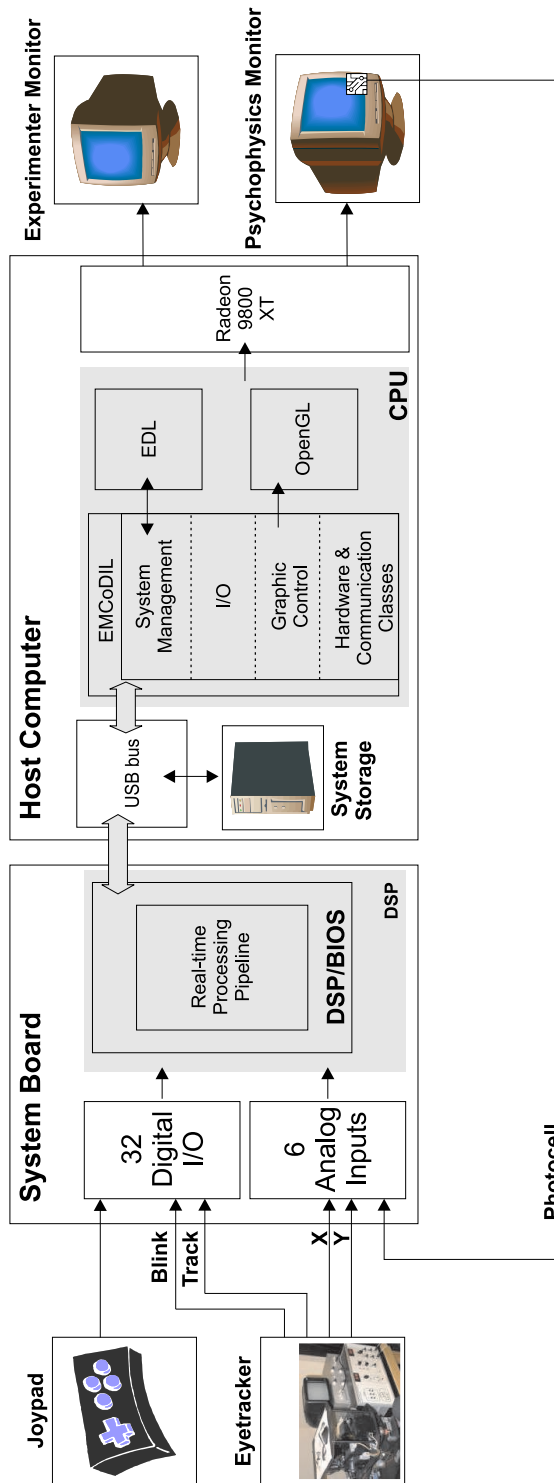 Joypad
Eyetracker
Blink
Track
X
Y
System Board
32
Digital
I/O
6
Analog
Inputs
Real-time
Processing
Pipeline
DSP/BIOS
DSP
Host Computer
USB bus
System
Storage
EMCoDIL
System
Management
I/O
Graphic
Control
Hardware &
Communication
Classes
EDL
OpenGL
CPU
Radeon
9800
XT
Experimenter Monitor
Psychophysics Monitor
Photocell